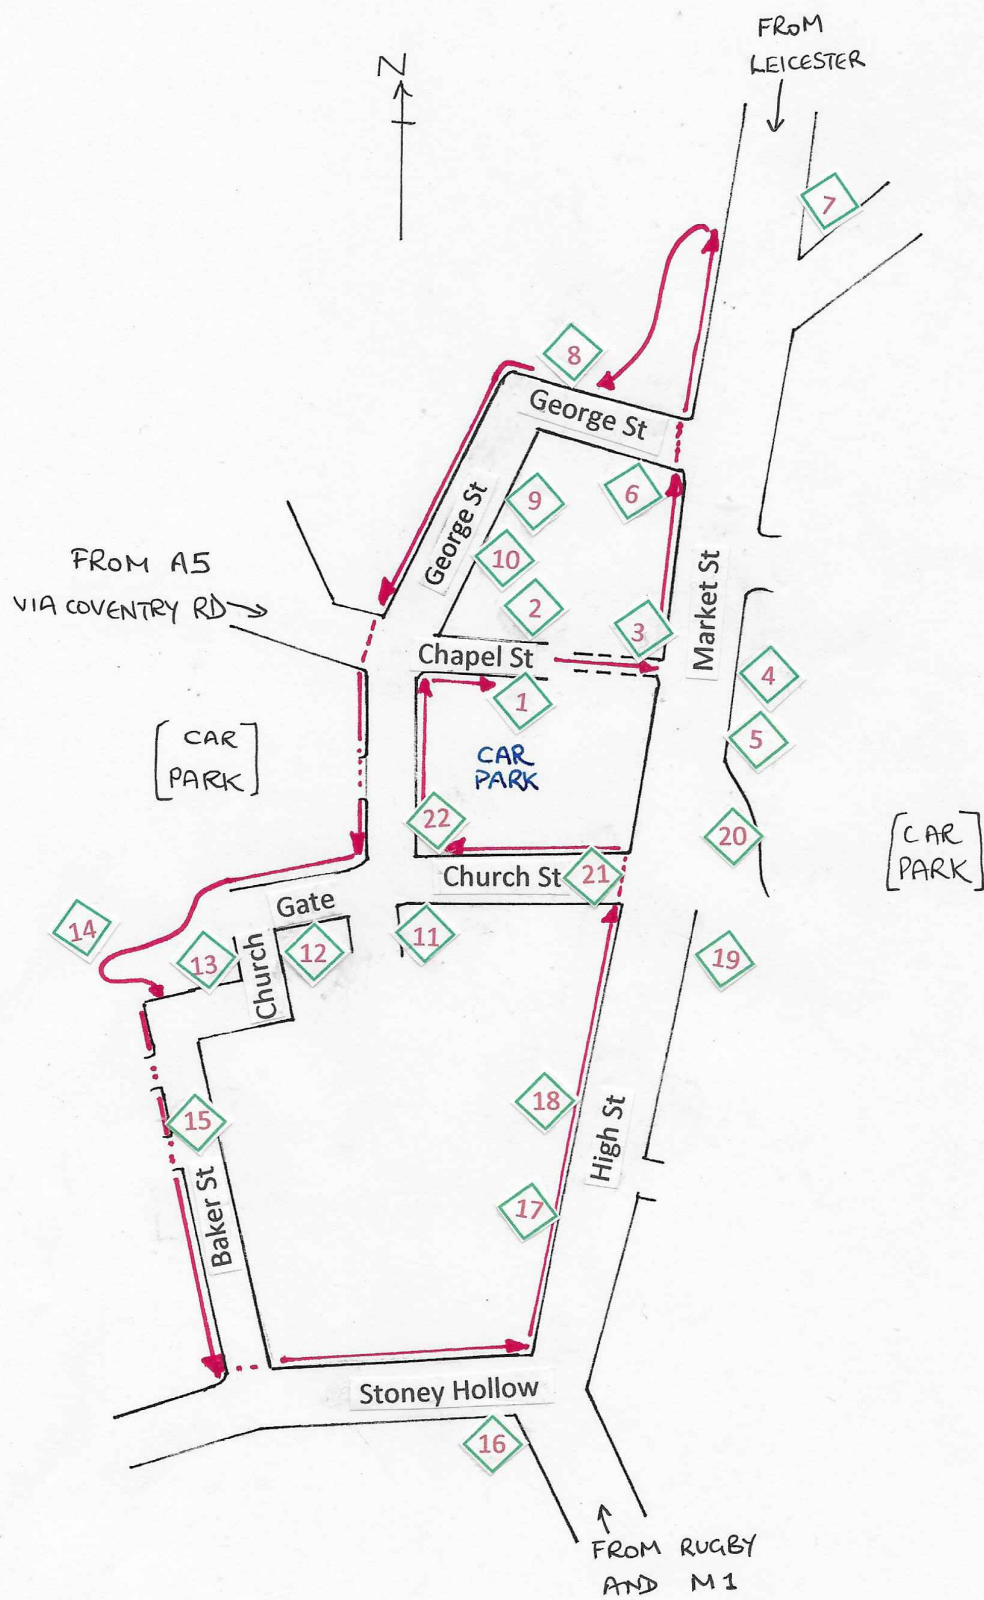 FROM
LEICESTER
N
7
8
George St
6
9
George St
10
FROM A5
VIA COVENTRY RD
2
3
Market St
Chapel St
4
1
5
[CAR
PARK]
CAR
PARK
22
20
[CAR
PARK]
Church St
21
Gate
14
13
Church
12
11
19
18
15
High St
17
Baker St
Stoney Hollow
16
FROM RUGBY
AND M1